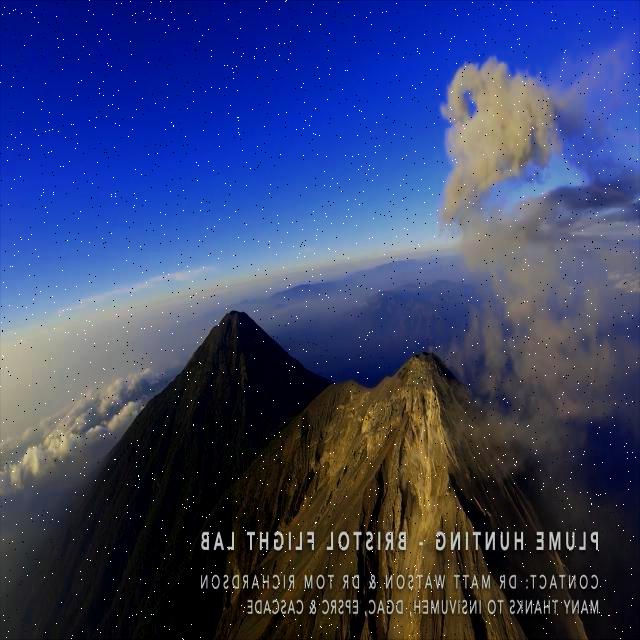 PLUME HUNTING - BRISTOL FLIGHT LAB
CONTACT: DR MATT WATSON & DR TOM RICHARDSON
MANY THANKS TO INSiVUMEH, DGAC, EPSRC & CASCADE